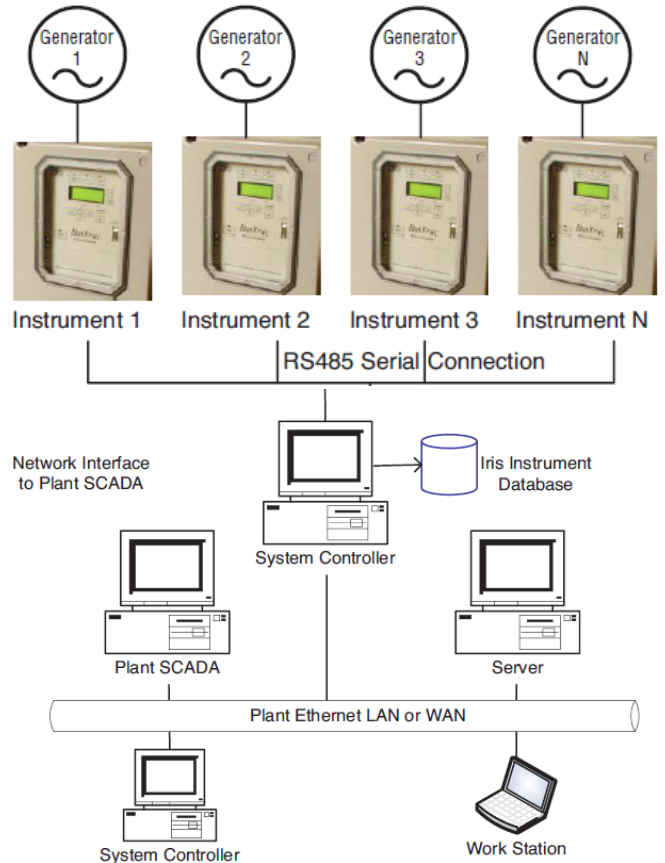 Generator
1
Generator
2
Generator
3
Generator
N
Instrument 1
Instrument 2
Instrument 3
Instrument N
RS485 Serial Connection
Network Interface
to Plant SCADA
Iris Instrument
Database
System Controller
Plant SCADA
Server
Plant Ethernet LAN or WAN
System Controller
Work Station